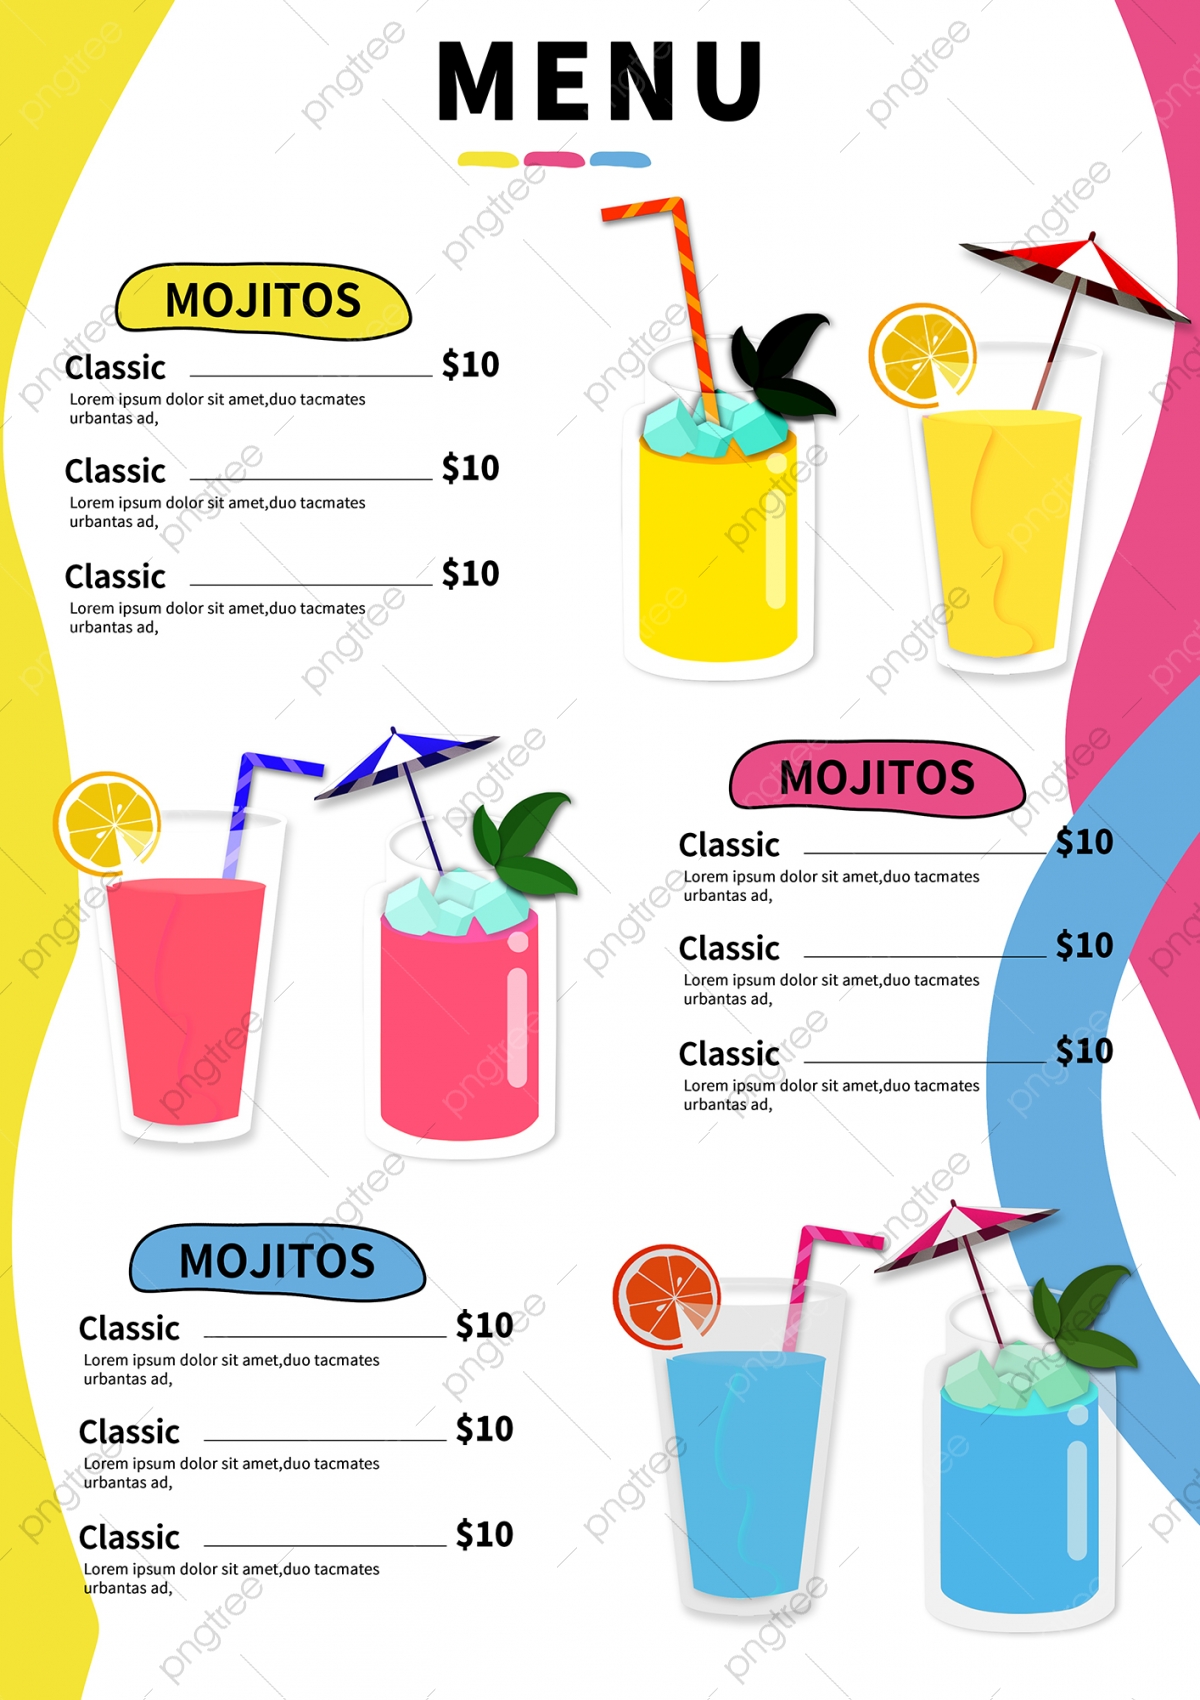 MENU
MOJITOS
Classic $10
Lorem ipsum dolor sit amet,duo tacmates
urbantas ad,
Classic $10
Lorem ipsum dolor sit amet,duo tacmates
urbantas ad,
Classic $10
Lorem ipsum dolor sit amet,duo tacmates
urbantas ad,
MOJITOS
Classic $10
Lorem ipsum dolor sit amet,duo tacmates
urbantas ad,
Classic $10
Lorem ipsum dolor sit amet,duo tacmates
urbantas ad,
Classic $10
Lorem ipsum dolor sit amet,duo tacmates
urbantas ad,
MOJITOS
Classic $10
Lorem ipsum dolor sit amet,duo tacmates
urbantas ad,
Classic $10
Lorem ipsum dolor sit amet,duo tacmates
urbantas ad,
Classic $10
Lorem ipsum dolor sit amet,duo tacmates
urbantas ad,
pngtree